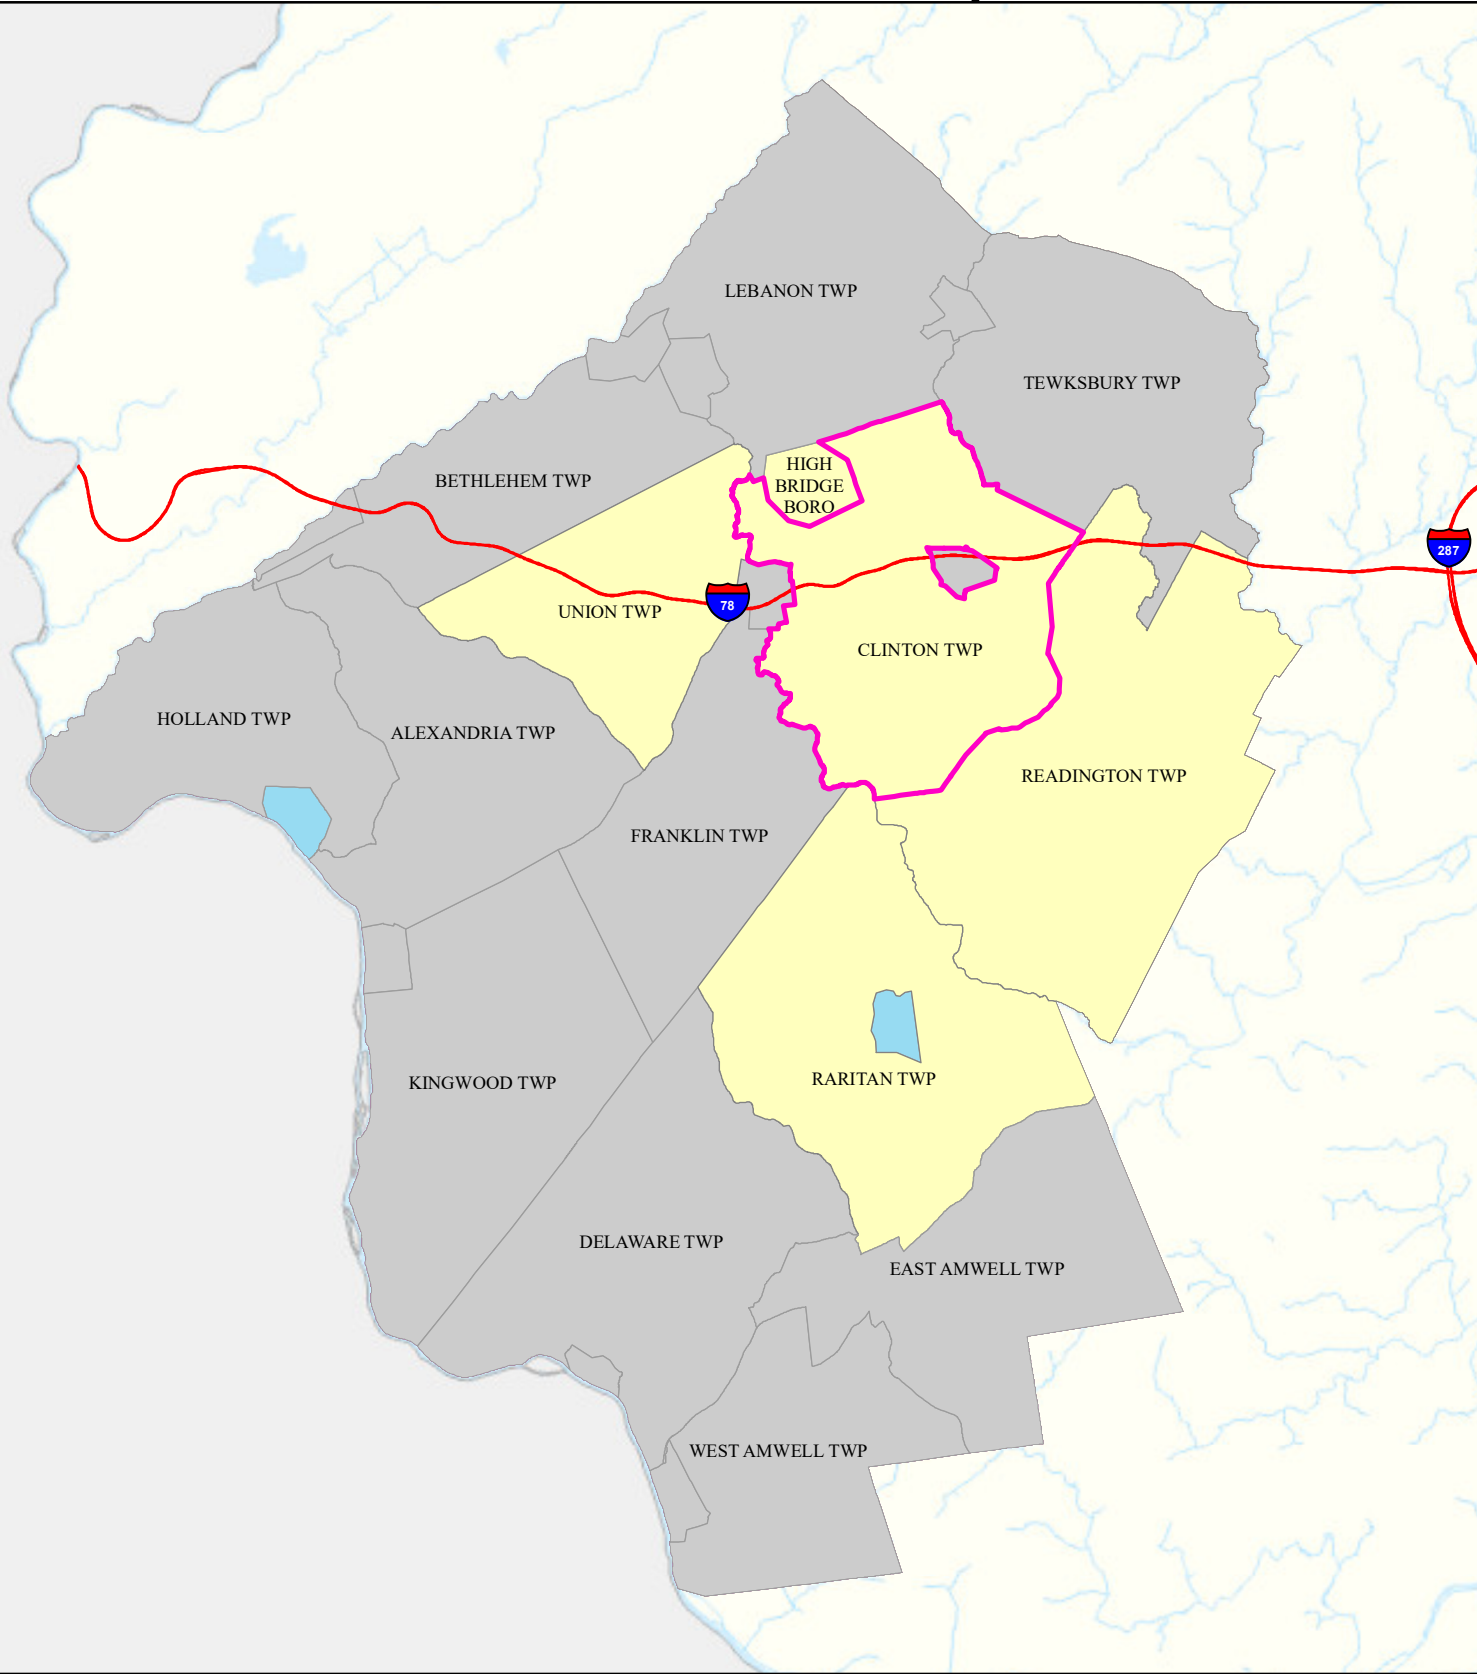 LEBANON TWP
TEWKSBURY TWP
HIGH
BRIDGE
BORO
BETHLEHEM TWP
287
78
UNION TWP
CLINTON TWP
HOLLAND TWP
ALEXANDRIA TWP
READINGTON TWP
FRANKLIN TWP
RARITAN TWP
KINGWOOD TWP
DELAWARE TWP
EAST AMWELL TWP
WEST AMWELL TWP